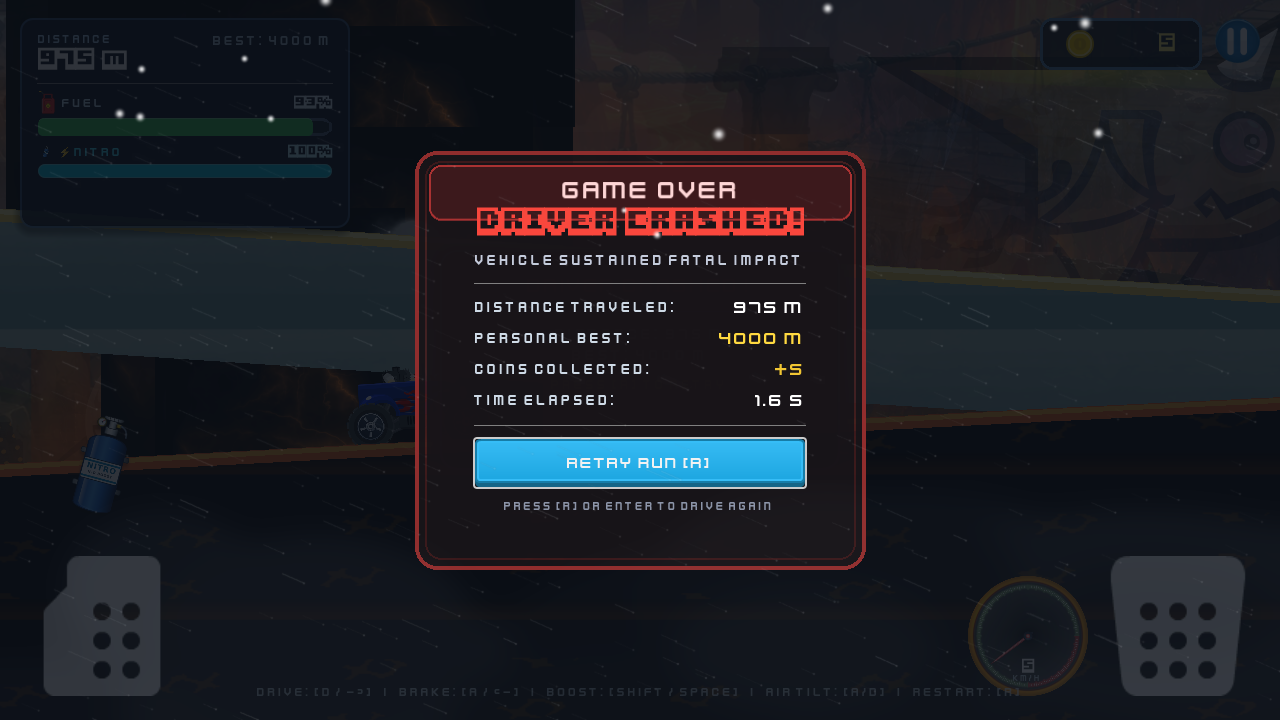 DISTANCE BEST: 4000 M
975 M
FUEL 93%
⚡NITRO 100%
5
GAME OVER
DRIVER CRASHED!
VEHICLE SUSTAINED FATAL IMPACT
DISTANCE TRAVELED: 975 M
PERSONAL BEST: 4000 M
COINS COLLECTED: +5
TIME ELAPSED: 1.6 S
RETRY RUN [R]
PRESS [R] OR ENTER TO DRIVE AGAIN
NITRO
5
KM/H
DRIVE: [D / ->] | BRAKE: [A / <-] | BOOST: [SHIFT / SPACE] | AIR TILT: [A/D] | RESTART: [R]